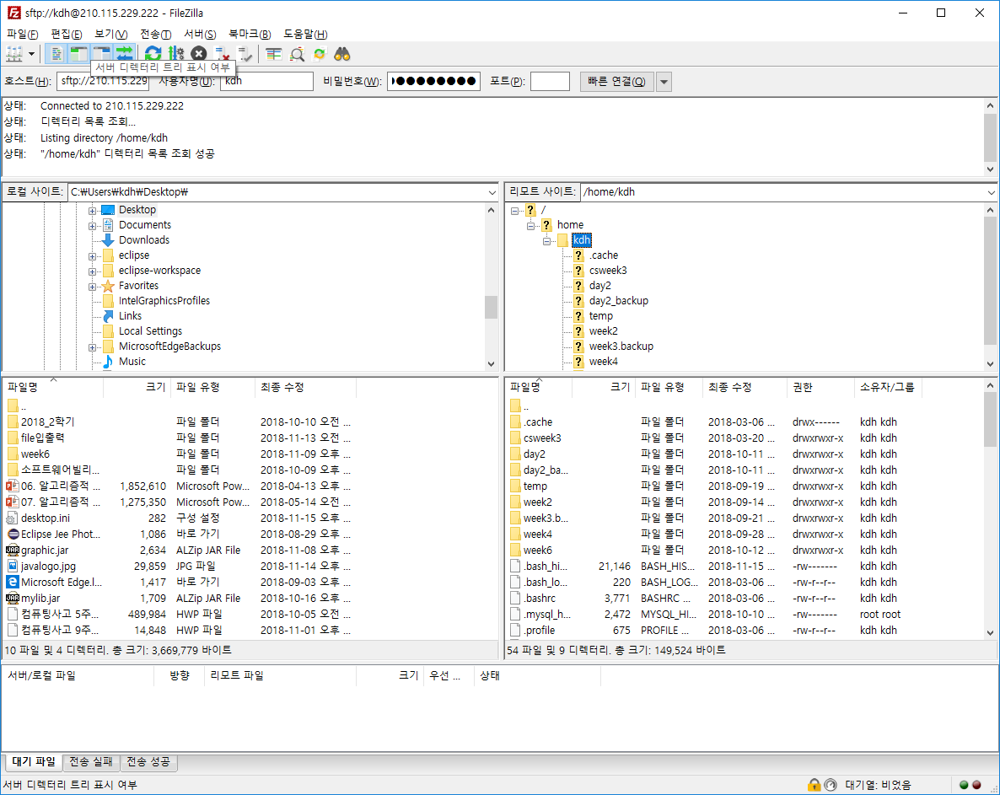 sftp://kdh@210.115.229.222 - FileZilla
파일(F) 편집(E) 보기(V) 전송(T) 서버(S) 북마크(B) 도움말(H)
서버 디렉터리 트리 표시 여부
호스트(H): sftp://210.115.229 사용자명(U): kdh 비밀번호(W): ●●●●●●●● 포트(P): 빠른 연결(Q)
상태: Connected to 210.115.229.222
상태: 디렉터리 목록 조회...
상태: Listing directory /home/kdh
상태: "/home/kdh" 디렉터리 목록 조회 성공
로컬 사이트: C:₩Users₩kdh₩Desktop₩
Desktop
Documents
Downloads
eclipse
eclipse-workspace
Favorites
IntelGraphicsProfiles
Links
Local Settings
MicrosoftEdgeBackups
Music
리모트 사이트: /home/kdh
/
home
kdh
.cache
csweek3
day2
day2_backup
temp
week2
week3.backup
week4
파일명 크기 파일 유형 최종 수정
..
2018_2학기 파일 폴더 2018-10-10 오전 ...
file입출력 파일 폴더 2018-11-13 오전 ...
week6 파일 폴더 2018-11-09 오후 ...
소프트웨어빌리... 파일 폴더 2018-10-09 오후 ...
06. 알고리즘적 ... 1,852,610 Microsoft Pow... 2018-04-13 오후 ...
07. 알고리즘적 ... 1,275,350 Microsoft Pow... 2018-05-14 오전 ...
desktop.ini 282 구성 설정 2018-11-15 오후 ...
Eclipse Jee Phot... 1,086 바로 가기 2018-08-29 오후 ...
graphic.jar 2,634 ALZip JAR File 2018-11-08 오후 ...
javalogo.jpg 29,859 JPG 파일 2018-11-14 오후 ...
Microsoft Edge.l... 1,417 바로 가기 2018-09-03 오후 ...
mylib.jar 1,709 ALZip JAR File 2018-10-16 오후 ...
컴퓨팅사고 5주... 489,984 HWP 파일 2018-10-05 오전 ...
컴퓨팅사고 9주... 14,848 HWP 파일 2018-11-01 오후 ...
10 파일 및 4 디렉터리. 총 크기: 3,669,779 바이트
파일명 크기 파일 유형 최종 수정 권한 소유자/그룹
..
.cache 파일 폴더 2018-03-06 ... drwx------ kdh kdh
csweek3 파일 폴더 2018-03-20 ... drwxrwxr-x kdh kdh
day2 파일 폴더 2018-10-11 ... drwxrwxr-x kdh kdh
day2_ba... 파일 폴더 2018-10-11 ... drwxrwxr-x kdh kdh
temp 파일 폴더 2018-09-19 ... drwxrwxr-x kdh kdh
week2 파일 폴더 2018-09-14 ... drwxrwxr-x kdh kdh
week3.b... 파일 폴더 2018-09-21 ... drwxrwxr-x kdh kdh
week4 파일 폴더 2018-09-28 ... drwxrwxr-x kdh kdh
week6 파일 폴더 2018-10-12 ... drwxrwxr-x kdh kdh
.bash_hi... 21,146 BASH_HIS... 2018-11-15 ... -rw------- kdh kdh
.bash_lo... 220 BASH_LOG... 2018-03-06 ... -rw-r--r-- kdh kdh
.bashrc 3,771 BASHRC ... 2018-03-06 ... -rw-r--r-- kdh kdh
.mysql_h... 2,472 MYSQL_HI... 2018-10-10 ... -rw------- root root
.profile 675 PROFILE ... 2018-03-06 ... -rw-r--r-- kdh kdh
54 파일 및 9 디렉터리. 총 크기: 149,524 바이트
서버/로컬 파일 방향 리모트 파일 크기 우선 ... 상태
대기 파일 전송 실패 전송 성공
서버 디렉터리 트리 표시 여부 대기열: 비었음